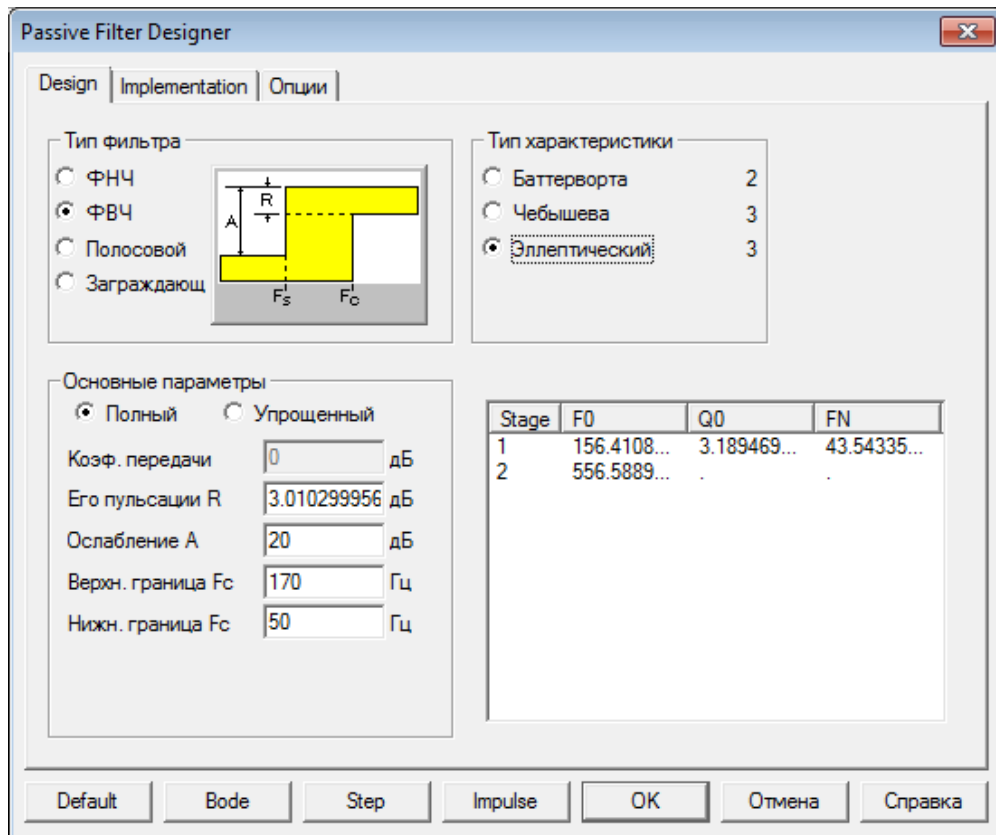 Passive Filter Designer
Design Implementation Опции
Тип фильтра
ФНЧ
ФВЧ
Полосовой
Заграждающ
A
R
Fs
Fc
Тип характеристики
Баттерворта 2
Чебышева 3
Эллептический 3
Основные параметры
Полный Упрощенный
Коэф. передачи 0 дБ
Его пульсации R 3.010299956 дБ
Ослабление A 20 дБ
Верхн. граница Fc 170 Гц
Нижн. граница Fc 50 Гц
Stage F0 Q0 FN
1 156.4108... 3.189469... 43.54335...
2 556.5889... . .
Default Bode Step Impulse OK Отмена Справка